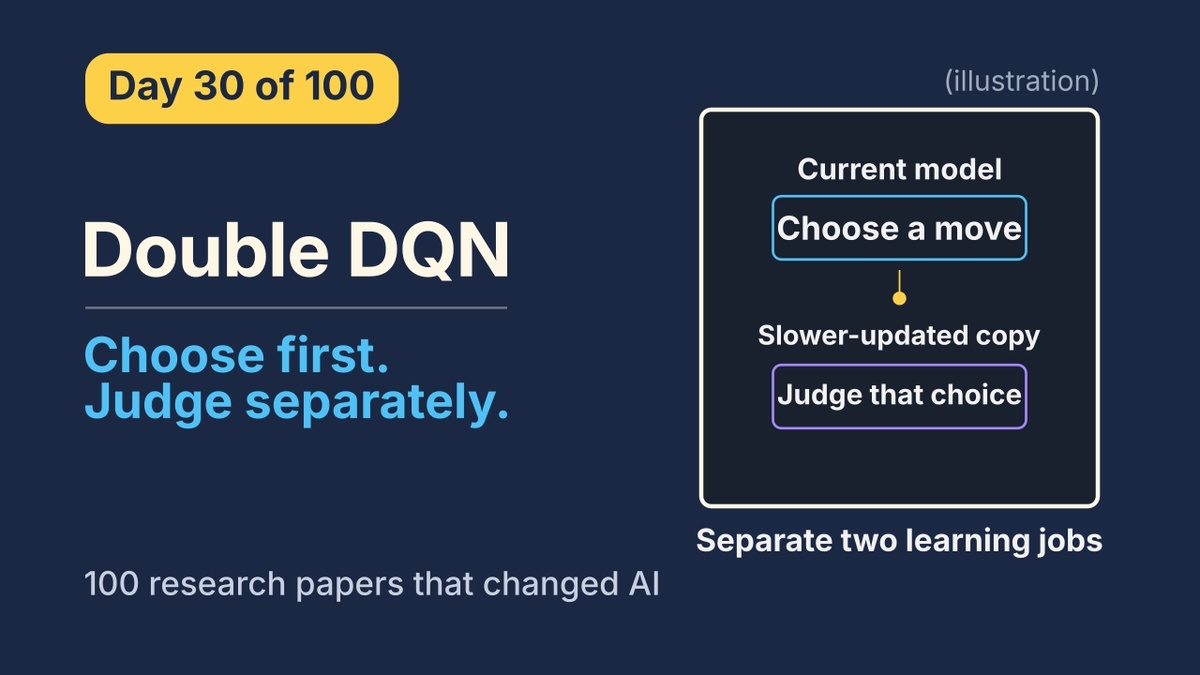 Day 30 of 100
Double DQN
Choose first.
Judge separately.
100 research papers that changed AI
(illustration)
Current model
Choose a move
Slower-updated copy
Judge that choice
Separate two learning jobs